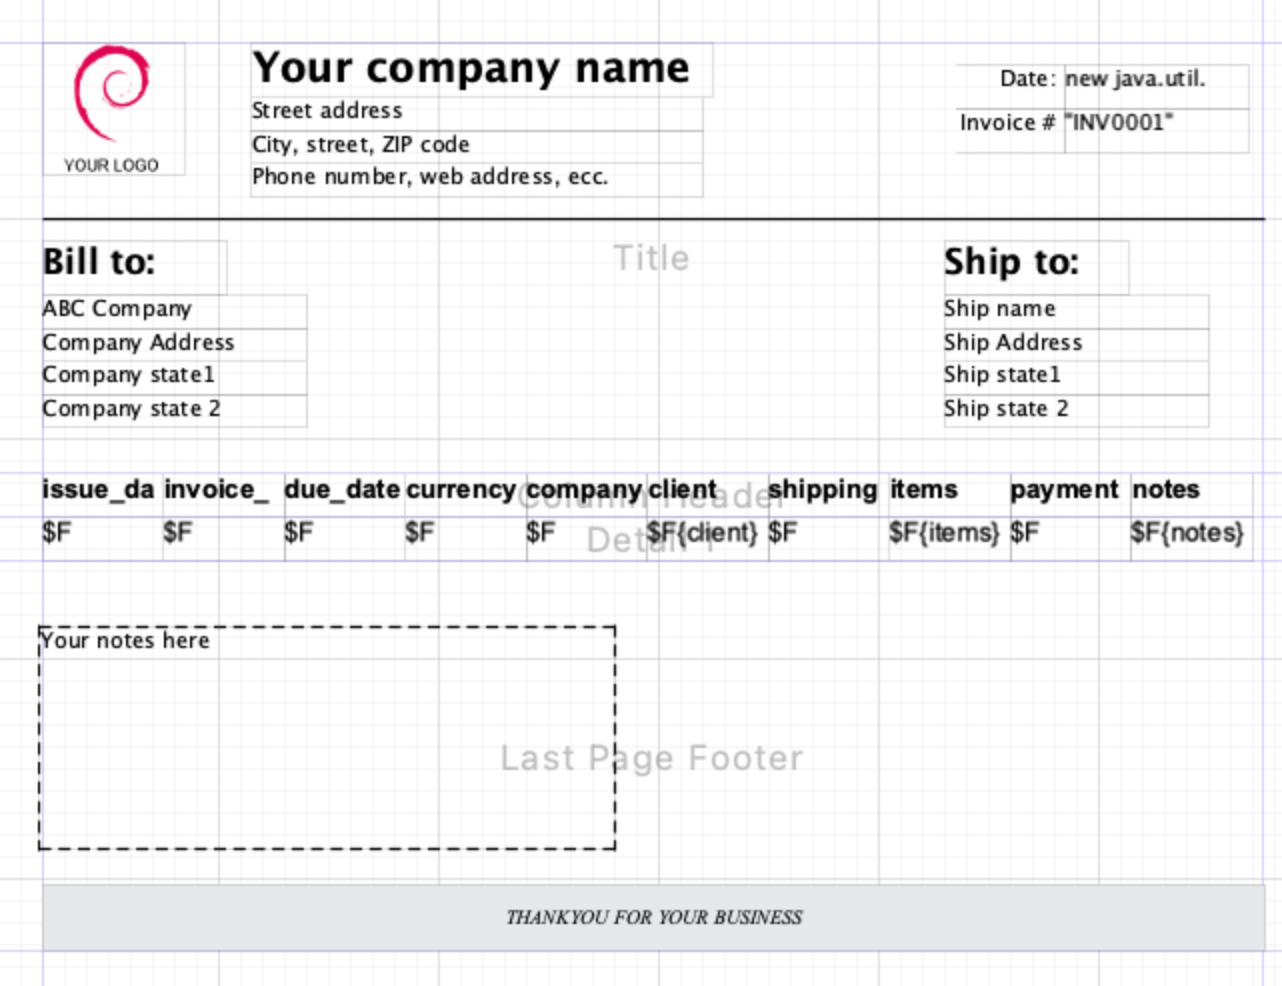 Your company name
Date: new java.util.
Street address
Invoice # "INV0001"
City, street, ZIP code
YOUR LOGO
Phone number, web address, ecc.
Title
Bill to:
Ship to:
ABC Company
Ship name
Company Address
Ship Address
Company state1
Ship state1
Company state 2
Ship state 2
Column Header
issue_da invoice_ due_date currency company client shipping items payment notes
Detail 1
$F $F $F $F $F $F{client} $F $F{items} $F $F{notes}
Your notes here
Last Page Footer
THANKYOU FOR YOUR BUSINESS